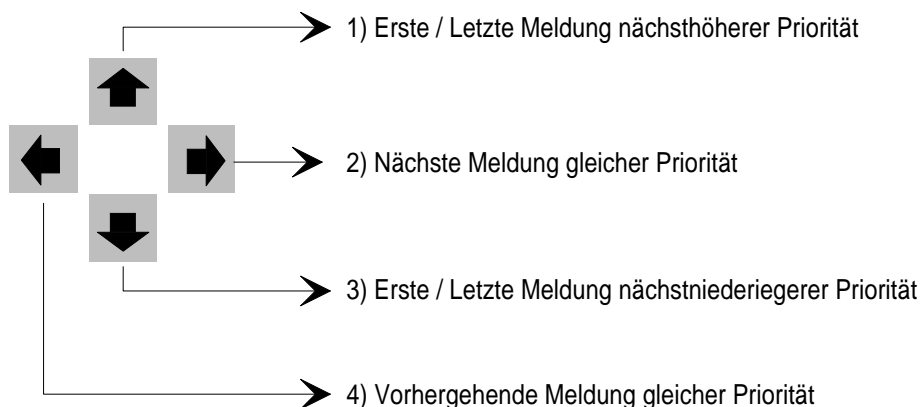 1) Erste / Letzte Meldung nächsthöherer Priorität
2) Nächste Meldung gleicher Priorität
3) Erste / Letzte Meldung nächstniederiegerer Priorität
4) Vorhergehende Meldung gleicher Priorität